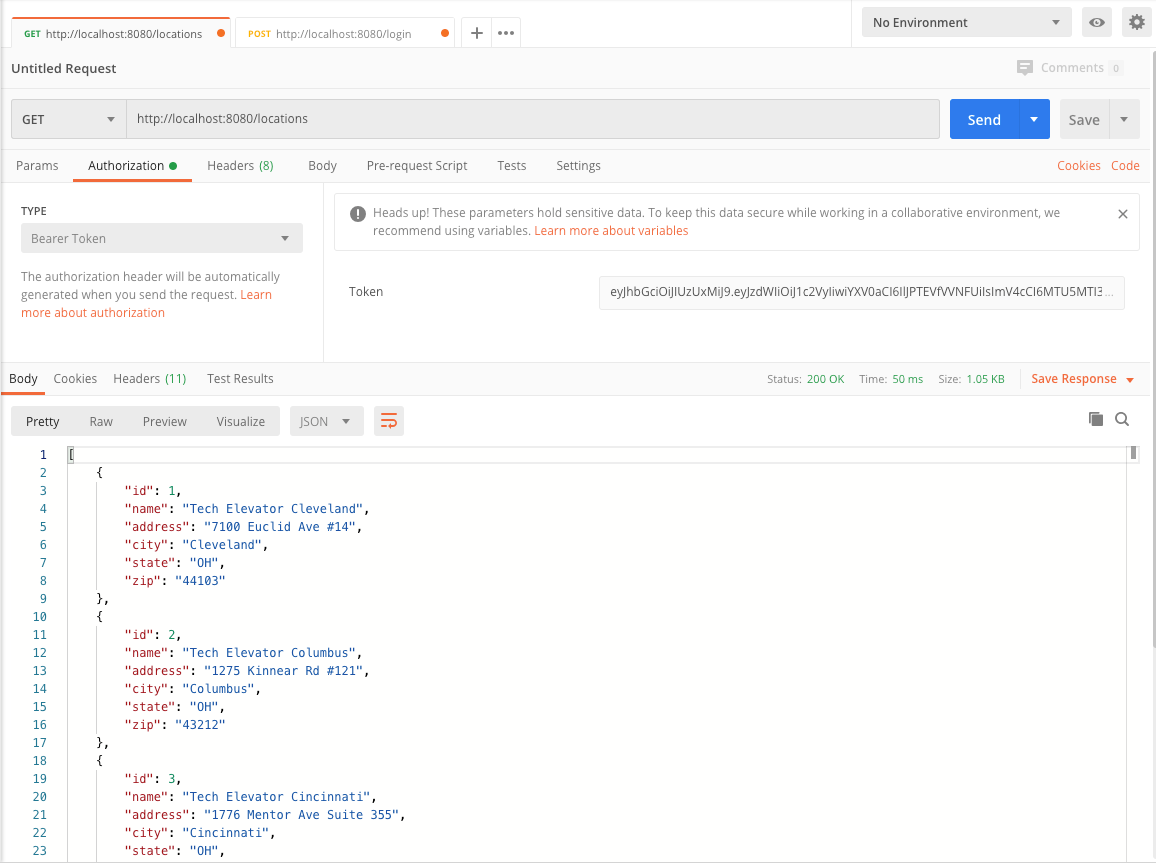 GET http://localhost:8080/locations
POST http://localhost:8080/login
No Environment
Untitled Request
Comments 0
GET
http://localhost:8080/locations
Send
Save
Params
Authorization
Headers (8)
Body
Pre-request Script
Tests
Settings
Cookies
Code
TYPE
Bearer Token
The authorization header will be automatically
generated when you send the request. Learn
more about authorization
Heads up! These parameters hold sensitive data. To keep this data secure while working in a collaborative environment, we
recommend using variables. Learn more about variables
Token
Body
Cookies
Headers (11)
Test Results
Status: 200 OK
Time: 50 ms
Size: 1.05 KB
Save Response
Pretty
Raw
Preview
Visualize
JSON
1 [
2 {
3 "id": 1,
4 "name": "Tech Elevator Cleveland",
5 "address": "7100 Euclid Ave #14",
6 "city": "Cleveland",
7 "state": "OH",
8 "zip": "44103"
9 },
10 {
11 "id": 2,
12 "name": "Tech Elevator Columbus",
13 "address": "1275 Kinnear Rd #121",
14 "city": "Columbus",
15 "state": "OH",
16 "zip": "43212"
17 },
18 {
19 "id": 3,
20 "name": "Tech Elevator Cincinnati",
21 "address": "1776 Mentor Ave Suite 355",
22 "city": "Cincinnati",
23 "state": "OH",